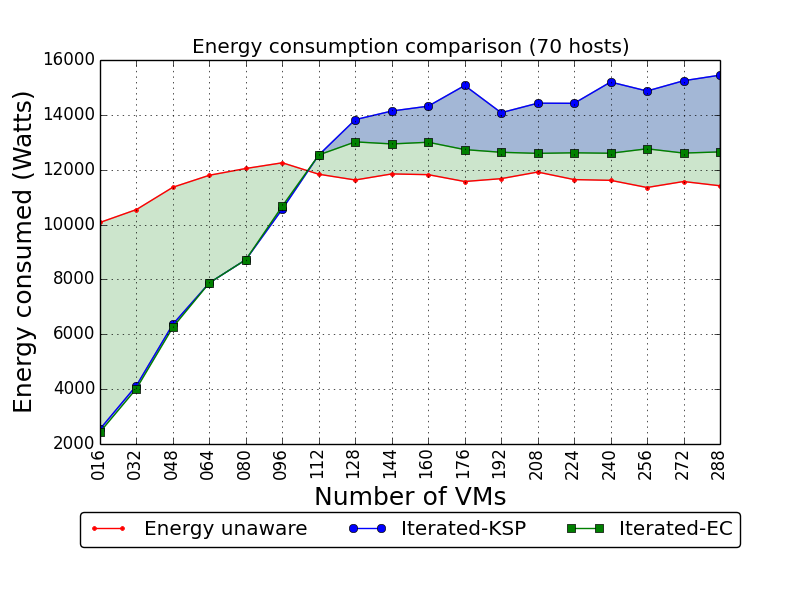 Energy consumption comparison (70 hosts)
16000
14000
12000
10000
8000
6000
4000
2000
Energy consumed (Watts)
016 032 048 064 080 096 112 128 144 160 176 192 208 224 240 256 272 288
Number of VMs
Energy unaware Iterated-KSP Iterated-EC